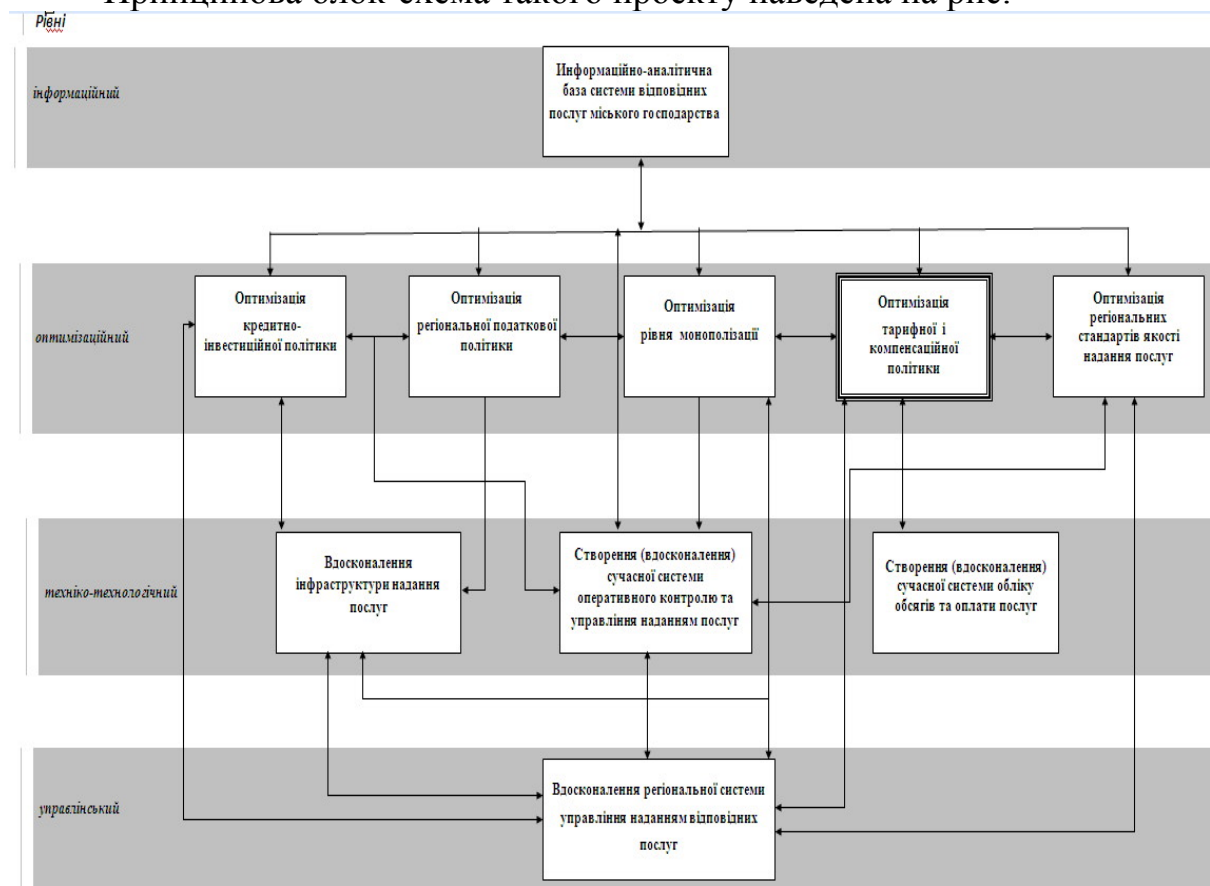 Принципова блок-схема такого проекту наведена на рис.
Рівні
інформаційний
Информаційно-аналітична
база системи відповідних
послуг міського господарства
оптимізаційний
Оптимізація
кредитно-
інвестиційної політики
Оптимізація
регіональної податкової
політики
Оптимізація
рівня монополізації
Оптимізація
тарифної і
компенсаційної
політики
Оптимізація
регіональних
стандартів якості
надання послуг
техніко-технологічний
Вдосконалення
інфраструктури надання
послуг
Створення (вдосконалення)
сучасної системи
оперативного контролю та
управління наданням послуг
Створення (вдосконалення)
сучасної системи обліку
обсягів та оплати послуг
управлінський
Вдосконалення регіональної системи
управління наданням відповідних
послуг